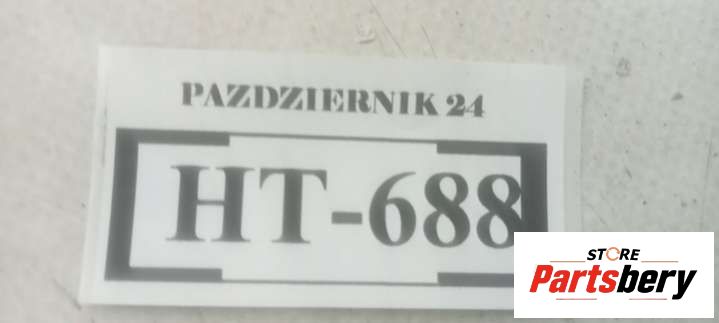 PAZDZIERNIK 24
HT-688
STORE
Partsbery